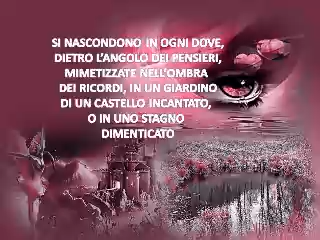 SI NASCONDONO IN OGNI DOVE,
DIETRO L'ANGOLO DEI PENSIERI,
MIMETIZZATE NELL'OMBRA
DEI RICORDI, IN UN GIARDINO
DI UN CASTELLO INCANTATO,
O IN UNO STAGNO
DIMENTICATO